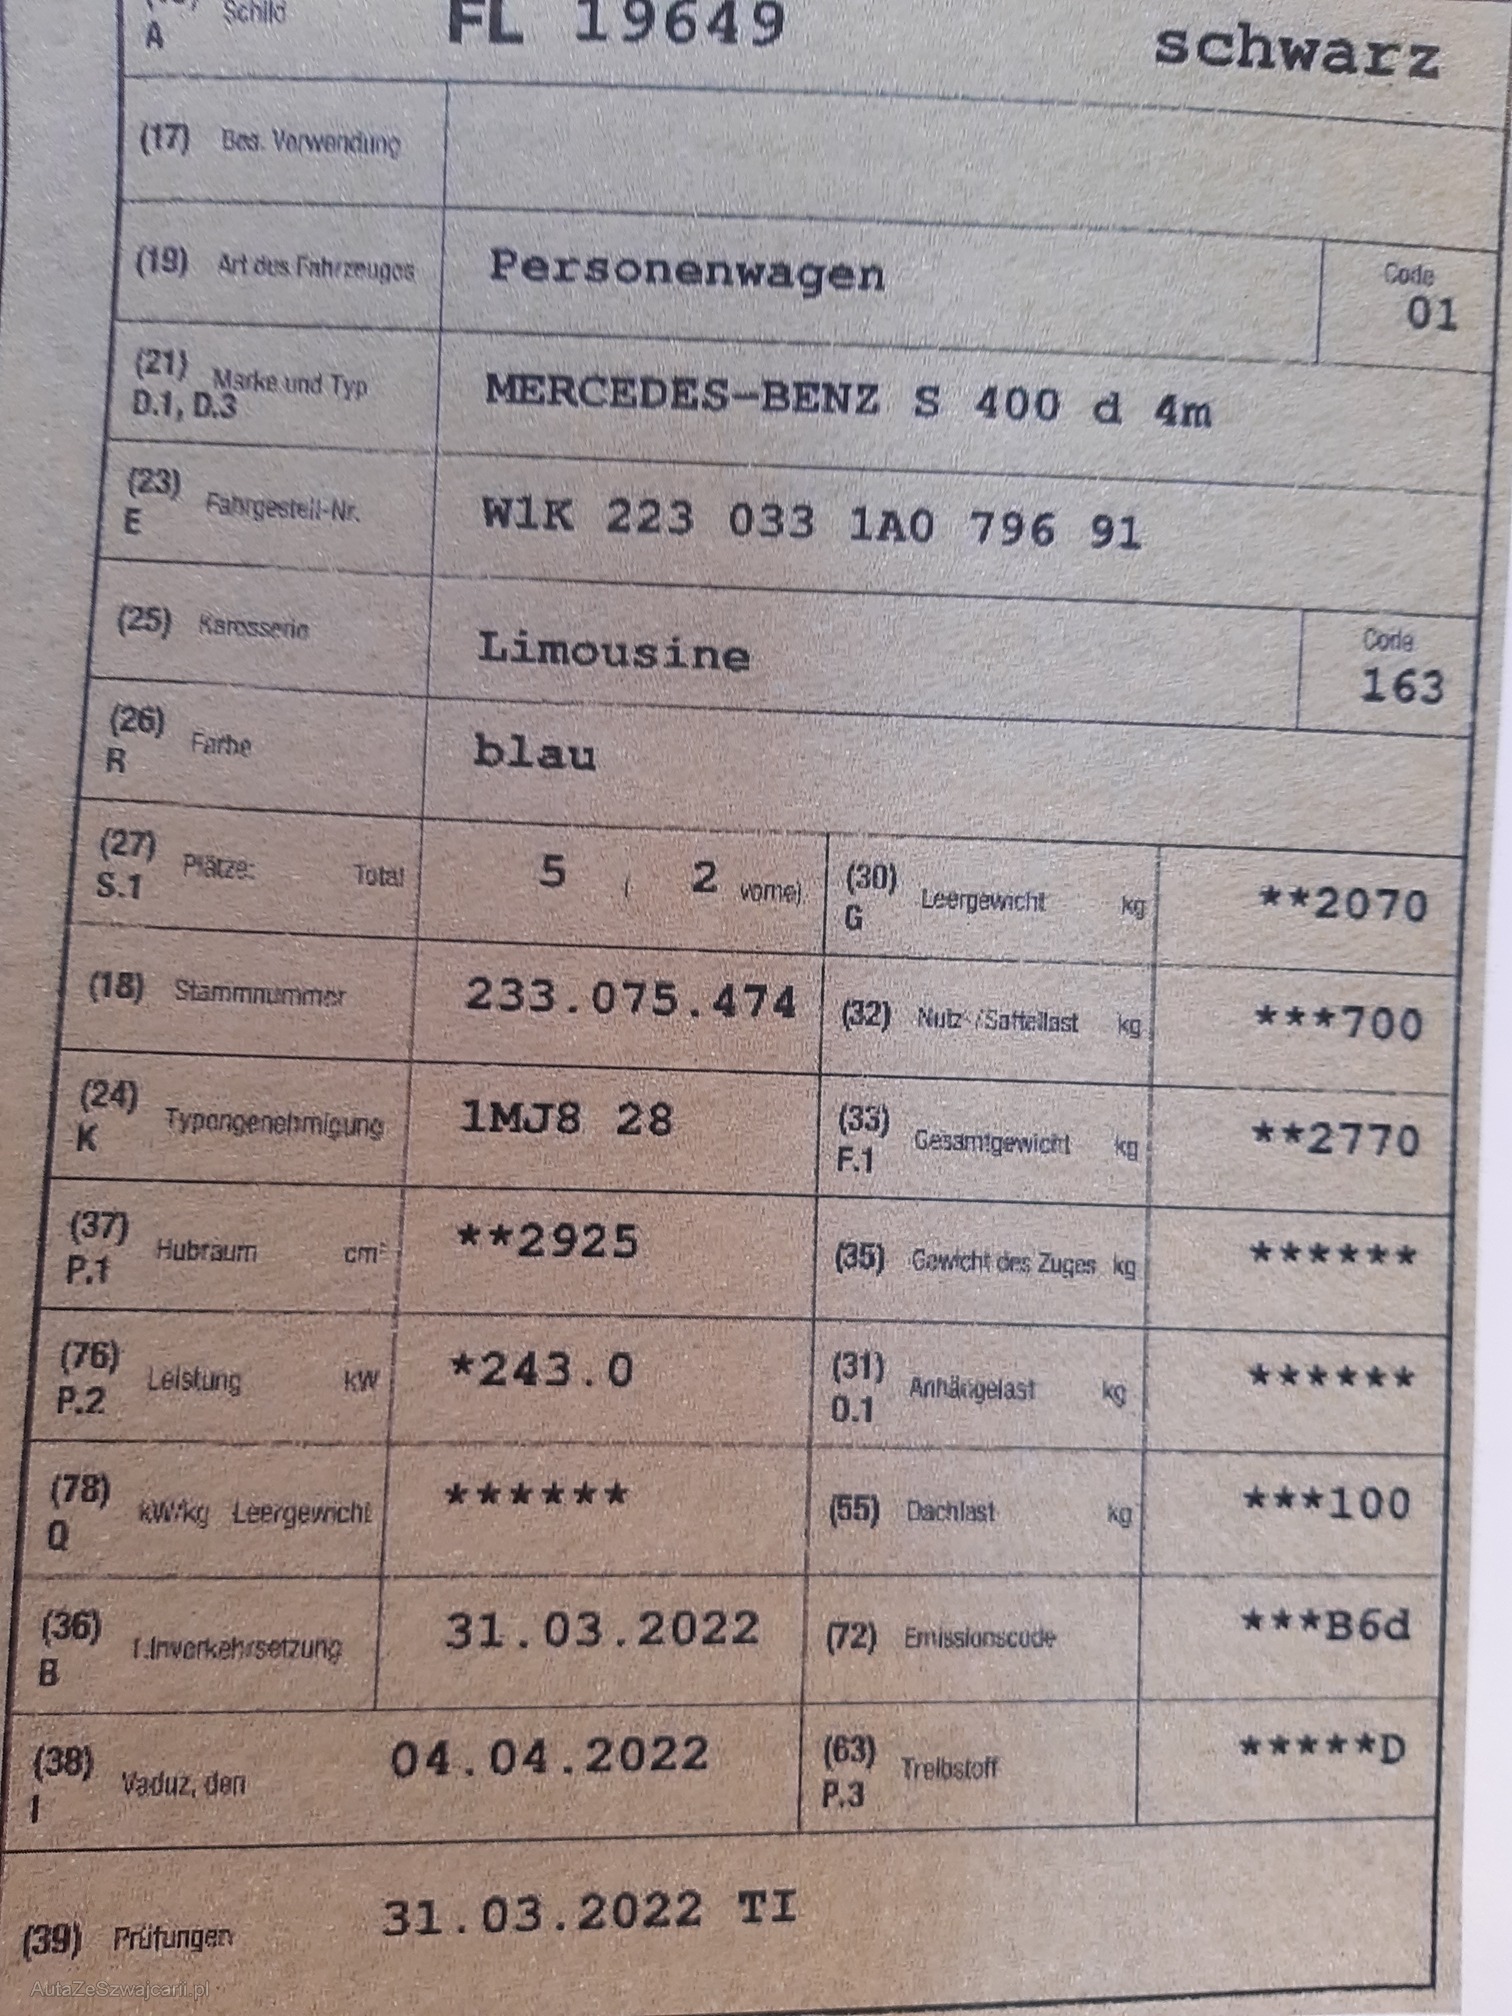 A Schild FL 19649 schwarz
(17) Bes. Verwendung
(19) Art des Fahrzeuges Personenwagen Code 01
(21) D.1, D.3 Marke und Typ MERCEDES-BENZ S 400 d 4m
(23) E Fahrgestell-Nr. W1K 223 033 1A0 796 91
(25) Karosserie Limousine Code 163
(26) R Farbe blau
(27) S.1 Plätze: Total 5 ( 2 vorne) (30) G Leergewicht kg **2070
(18) Stammnummer 233.075.474 (32) Nutz-/Sattellast kg ***700
(24) K Typengenehmigung 1MJ8 28 (33) F.1 Gesamtgewicht kg **2770
(37) P.1 Hubraum cm³ **2925 (35) Gewicht des Zuges kg ******
(76) P.2 Leistung kW *243.0 (31) O.1 Anhängelast kg ******
(78) Q kW/kg Leergewicht ****** (55) Dachlast kg ***100
(36) B 1.Inverkehrsetzung 31.03.2022 (72) Emissionscode ***B6d
(38) I Vaduz, den 04.04.2022 (63) P.3 Treibstoff *****D
(39) Prüfungen 31.03.2022 TI
AutaZeSzwajcarii.pl